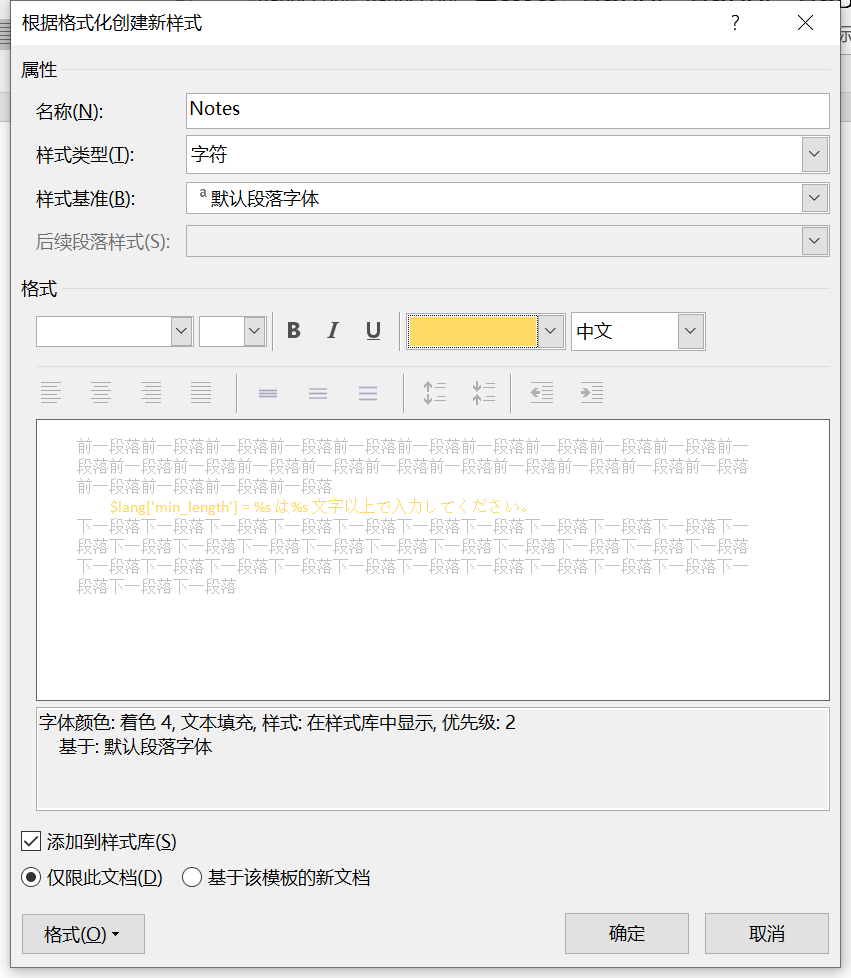 根据格式化创建新样式
属性
名称(N): Notes
样式类型(T): 字符
样式基准(B): a 默认段落字体
后续段落样式(S):
格式
B I U 中文
前一段落前一段落前一段落前一段落前一段落前一段落前一段落前一段落前一段落前一段落前一
段落前一段落前一段落前一段落前一段落前一段落前一段落前一段落前一段落前一段落前一段落
前一段落前一段落前一段落前一段落
$lang['min_length'] = %s は%s 文字以上で入力してください。
下一段落下一段落下一段落下一段落下一段落下一段落下一段落下一段落下一段落下一段落下一
段落下一段落下一段落下一段落下一段落下一段落下一段落下一段落下一段落下一段落下一段落
下一段落下一段落下一段落下一段落下一段落下一段落下一段落下一段落下一段落下一段落下一
段落下一段落下一段落
字体颜色: 着色 4, 文本填充, 样式: 在样式库中显示, 优先级: 2
基于: 默认段落字体
添加到样式库(S)
仅限此文档(D) 基于该模板的新文档
格式(O) 确定 取消